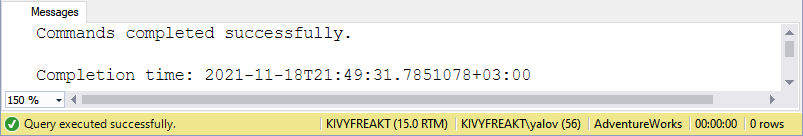 Messages
Commands completed successfully.
Completion time: 2021-11-18T21:49:31.7851078+03:00
150 %
Query executed successfully.
KIVYFREAKT (15.0 RTM)
KIVYFREAKT\yalov (56)
AdventureWorks
00:00:00
0 rows